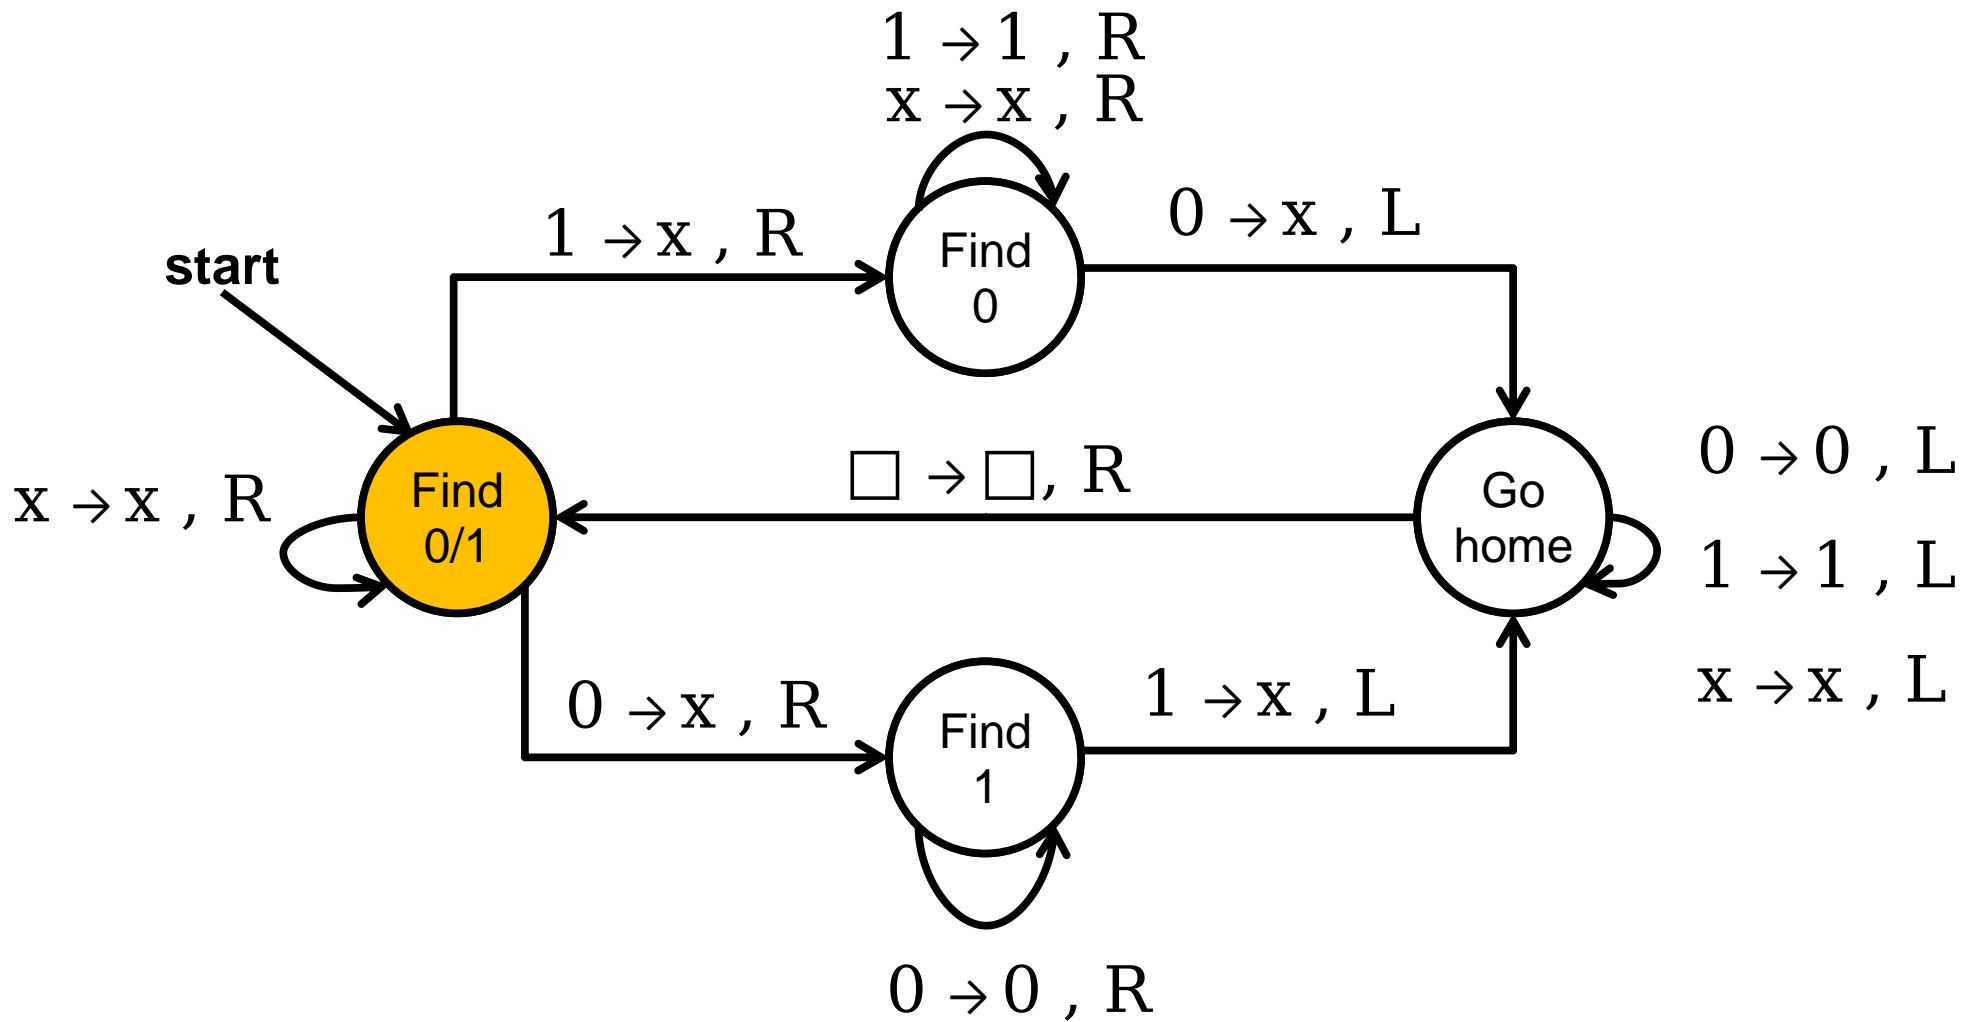 1 → 1 , R
x → x , R
0 → x , L
1 → x , R
start
Find
0
□ → □, R
0 → 0 , L
x → x , R
Find
0/1
Go
home
1 → 1 , L
0 → x , R
1 → x , L
x → x , L
Find
1
0 → 0 , R